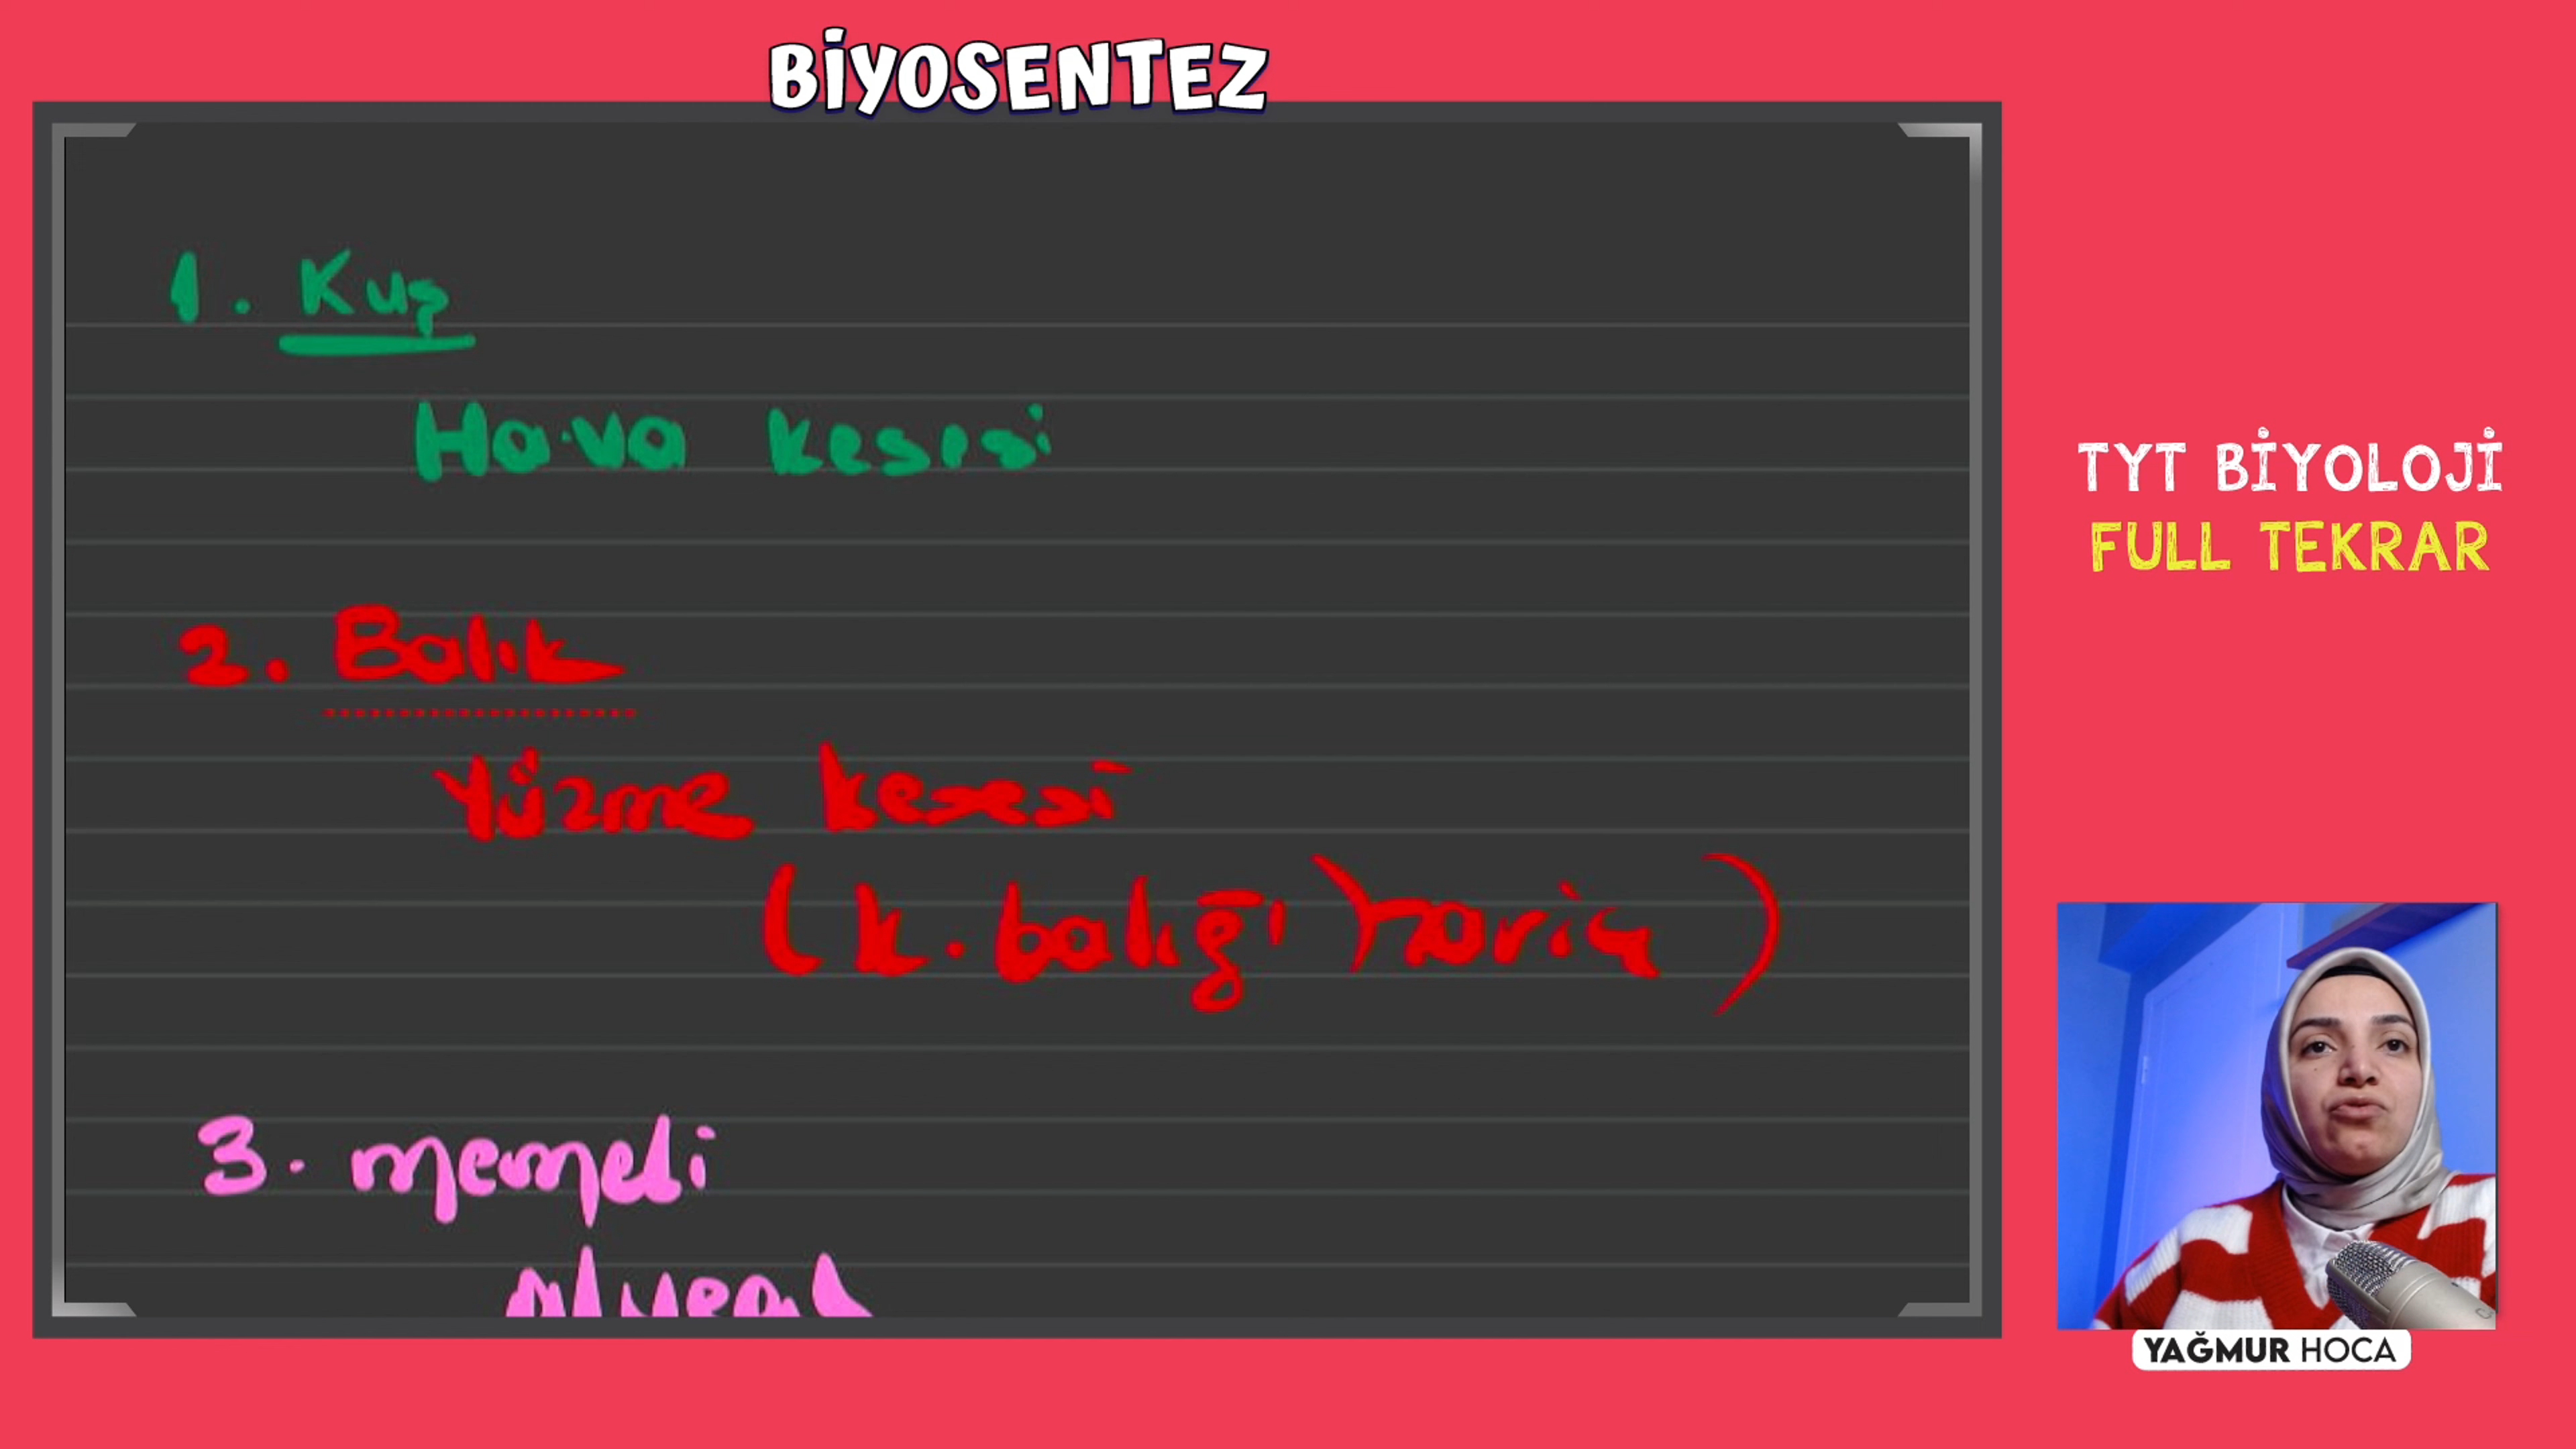 BİYOSENTEZ
1. Kuş
Hava kesesi
2. Balık
Yüzme kesesi
(k. balığı hariç)
3. memeli
TYT BİYOLOJİ
FULL TEKRAR
YAĞMUR HOCA